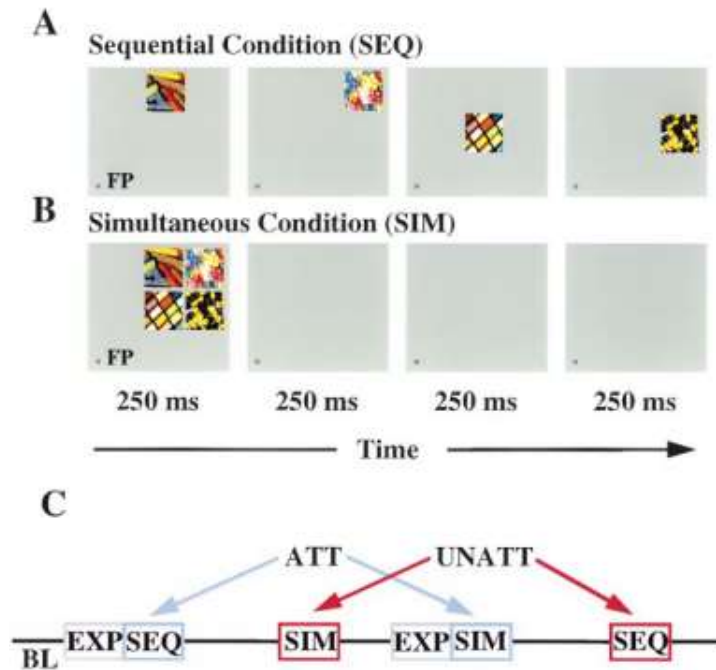 A
Sequential Condition (SEQ)
FP
B
Simultaneous Condition (SIM)
FP
250 ms 250 ms 250 ms 250 ms
Time
C
ATT UNATT
BL EXP SEQ SIM EXP SIM SEQ